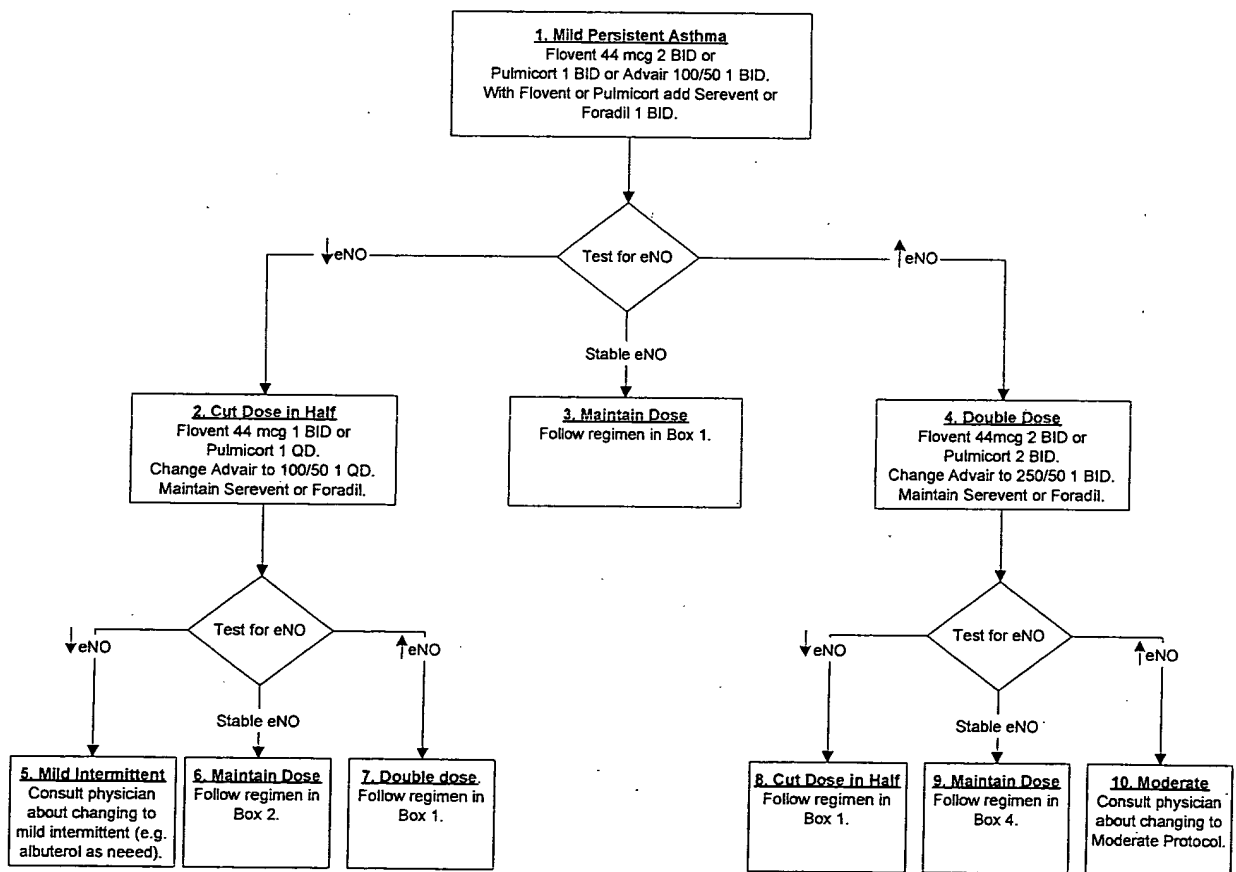 1. Mild Persistent Asthma
Flovent 44 mcg 2 BID or
Pulmicort 1 BID or Advair 100/50 1 BID.
With Flovent or Pulmicort add Serevent or
Foradil 1 BID.
Test for eNO
↓eNO
↑eNO
Stable eNO
2. Cut Dose in Half
Flovent 44 mcg 1 BID or
Pulmicort 1 QD.
Change Advair to 100/50 1 QD.
Maintain Serevent or Foradil.
3. Maintain Dose
Follow regimen in Box 1.
4. Double Dose
Flovent 44mcg 2 BID or
Pulmicort 2 BID.
Change Advair to 250/50 1 BID.
Maintain Serevent or Foradil.
Test for eNO
↓eNO
↑eNO
Stable eNO
Test for eNO
↓eNO
↑eNO
Stable eNO
5. Mild Intermittent
Consult physician
about changing to
mild intermittent (e.g.
albuterol as neeed).
6. Maintain Dose
Follow regimen in
Box 2.
7. Double dose.
Follow regimen in
Box 1.
8. Cut Dose in Half
Follow regimen in
Box 1.
9. Maintain Dose
Follow regimen in
Box 4.
10. Moderate
Consult physician
about changing to
Moderate Protocol.